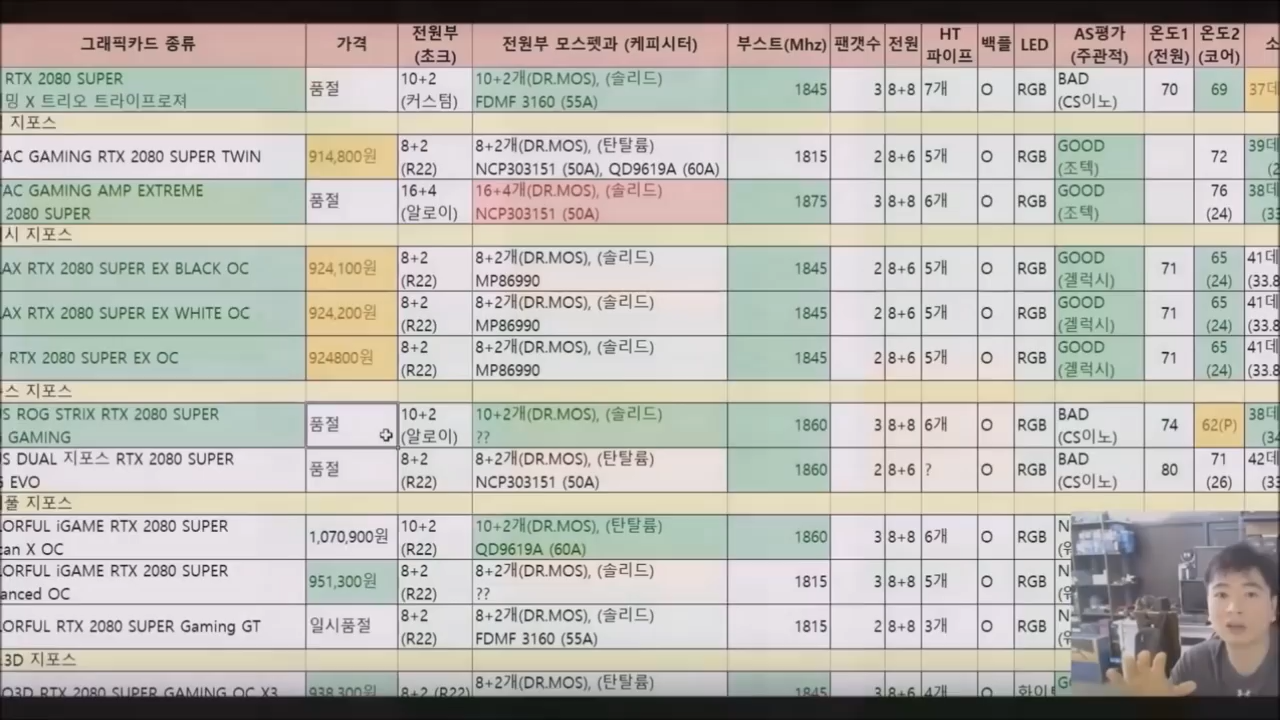 그래픽카드 종류 가격 전원부 (초크) 전원부 모스펫과 (케피시터) 부스트(Mhz) 팬갯수 전원 HT 파이프 백플 LED AS평가 (주관적) 온도1 (전원) 온도2 (코어) 소
RTX 2080 SUPER 품절 10+2 10+2개(DR.MOS), (솔리드) 1845 3 8+8 7개 O RGB BAD 70 69 37데
밍 X 트리오 트라이프로져 (커스텀) FDMF 3160 (55A) (CS이노)
지포스
TAC GAMING RTX 2080 SUPER TWIN 914,800원 8+2 8+2개(DR.MOS), (탄탈륨) 1815 2 8+6 5개 O RGB GOOD 72 39데
(R22) NCP303151 (50A), QD9619A (60A) (조텍)
TAC GAMING AMP EXTREME 품절 16+4 16+4개(DR.MOS), (솔리드) 1875 3 8+8 6개 O RGB GOOD 76 38데
2080 SUPER (알로이) NCP303151 (50A) (조텍) (24) (33
시 지포스
AX RTX 2080 SUPER EX BLACK OC 924,100원 8+2 8+2개(DR.MOS), (솔리드) 1845 2 8+6 5개 O RGB GOOD 71 65 41데
(R22) MP86990 (겔럭시) (24) (33.8
AX RTX 2080 SUPER EX WHITE OC 924,200원 8+2 8+2개(DR.MOS), (솔리드) 1845 2 8+6 5개 O RGB GOOD 71 65 41데
(R22) MP86990 (겔럭시) (24) (33.8
RTX 2080 SUPER EX OC 924800원 8+2 8+2개(DR.MOS), (솔리드) 1845 2 8+6 5개 O RGB GOOD 71 65 41데
(R22) MP86990 (겔럭시) (24) (33.8
스 지포스
S ROG STRIX RTX 2080 SUPER 품절 10+2 10+2개(DR.MOS), (솔리드) 1860 3 8+8 6개 O RGB BAD 74 62(P) 38데
GAMING (알로이) ?? (CS이노) (34
S DUAL 지포스 RTX 2080 SUPER 품절 8+2 8+2개(DR.MOS), (탄탈륨) 1860 2 8+6 ? O RGB BAD 80 71 42데
EVO (R22) NCP303151 (50A) (CS이노) (26) (33
풀 지포스
ORFUL iGAME RTX 2080 SUPER 1,070,900원 10+2 10+2개(DR.MOS), (탄탈륨) 1860 3 8+8 6개 O RGB
an X OC (R22) QD9619A (60A)
ORFUL iGAME RTX 2080 SUPER 951,300원 8+2 8+2개(DR.MOS), (솔리드) 1815 3 8+8 5개 O RGB
anced OC (R22) ??
ORFUL RTX 2080 SUPER Gaming GT 일시품절 8+2 8+2개(DR.MOS), (솔리드) 1815 2 8+8 3개 O RGB
(R22) FDMF 3160 (55A)
3D 지포스
O3D RTX 2080 SUPER GAMING OC X3 938,300원 8+2 (R22) 8+2개(DR.MOS), (탄탈륨) 1845 3 8+6 4개 O 화이트